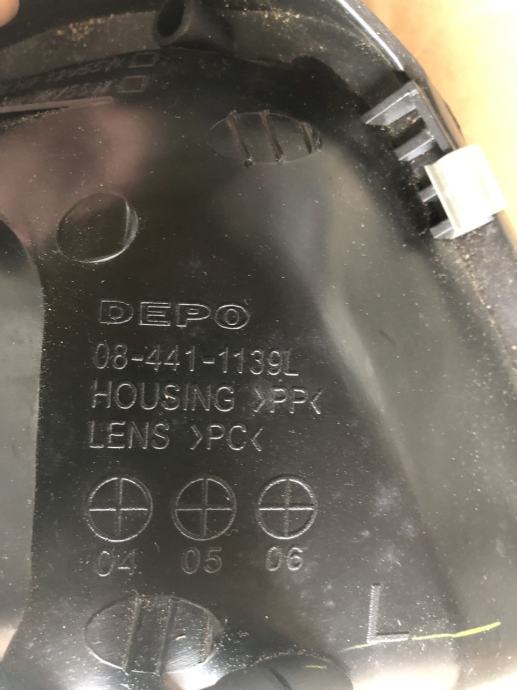 DEPO
08-441-1139L
HOUSING >PP<
LENS >PC<
04 05 06
L